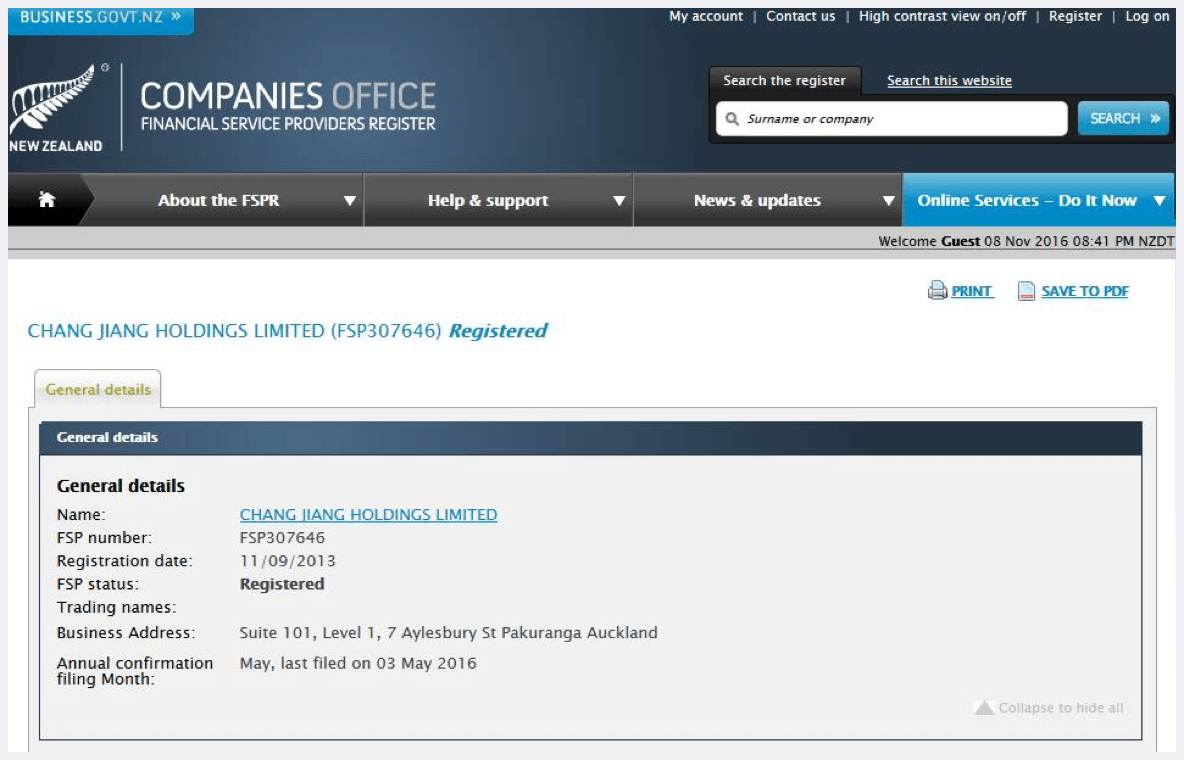 BUSINESS.GOVT.NZ »
My account | Contact us | High contrast view on/off | Register | Log on
NEW ZEALAND
COMPANIES OFFICE
FINANCIAL SERVICE PROVIDERS REGISTER
Search the register
Search this website
Surname or company
SEARCH »
About the FSPR ▼
Help & support ▼
News & updates ▼
Online Services – Do It Now ▼
Welcome Guest 08 Nov 2016 08:41 PM NZDT
PRINT
SAVE TO PDF
CHANG JIANG HOLDINGS LIMITED (FSP307646) Registered
General details
General details
General details
Name: CHANG JIANG HOLDINGS LIMITED
FSP number: FSP307646
Registration date: 11/09/2013
FSP status: Registered
Trading names:
Business Address: Suite 101, Level 1, 7 Aylesbury St Pakuranga Auckland
Annual confirmation May, last filed on 03 May 2016
filing Month:
Collapse to hide all